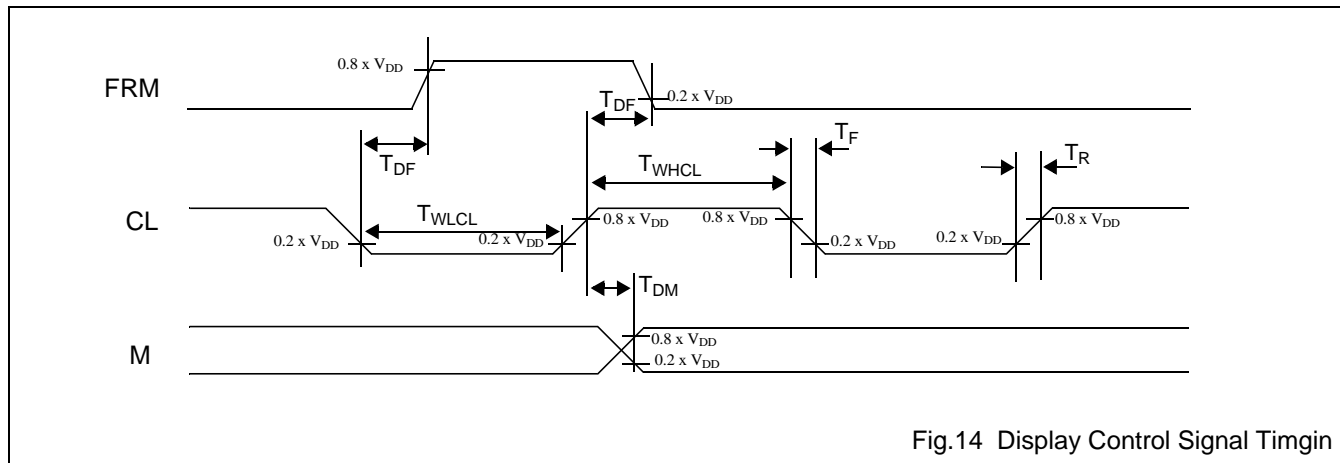 0.8 x VDD
FRM
0.2 x VDD
TDF
TF
TDF
TWHCL
TR
CL
TWLCL
0.8 x VDD
0.8 x VDD
0.8 x VDD
0.2 x VDD
0.2 x VDD
0.2 x VDD
0.2 x VDD
TDM
M
0.8 x VDD
0.2 x VDD
Fig.14 Display Control Signal Timgin